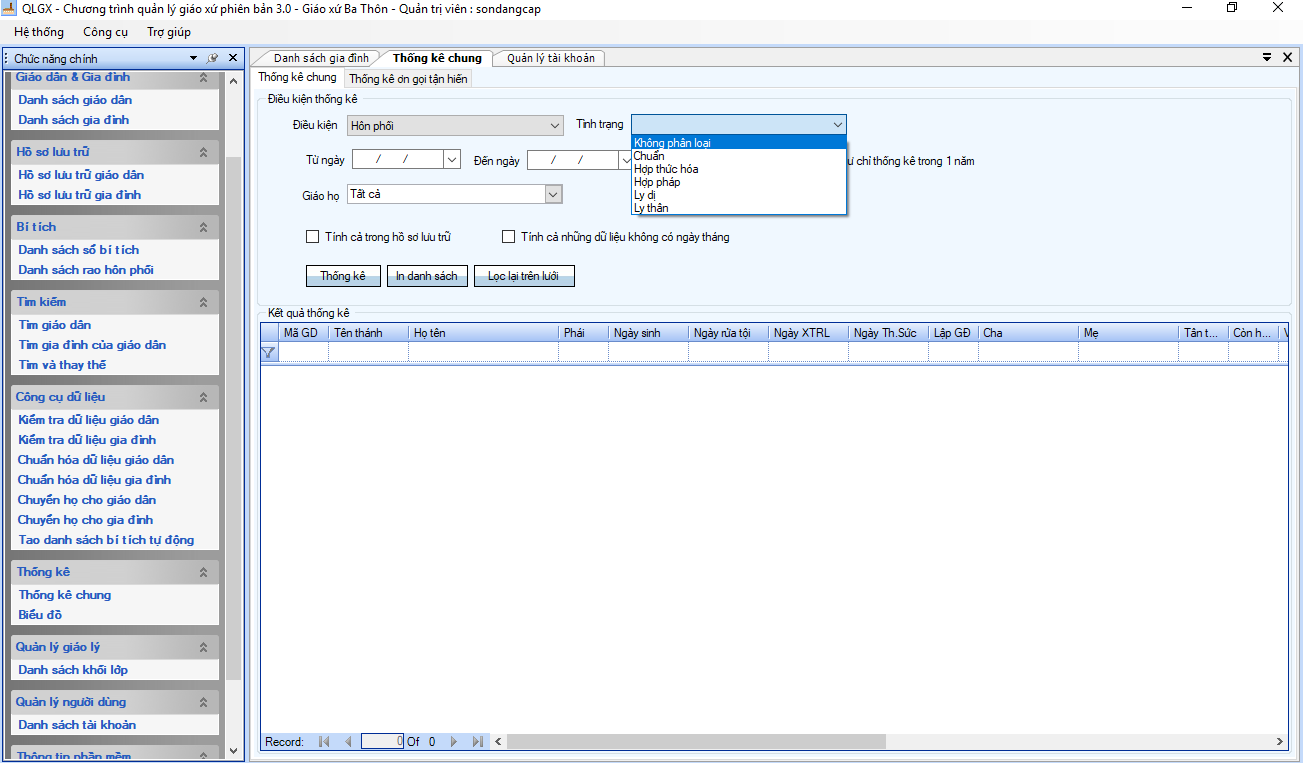 QLGX - Chương trình quản lý giáo xứ phiên bản 3.0 - Giáo xứ Ba Thôn - Quản trị viên : sondangcap
Hệ thống Công cụ Trợ giúp
Chức năng chính
Giáo dân & Gia đình
Danh sách giáo dân
Danh sách gia đình
Hồ sơ lưu trữ
Hồ sơ lưu trữ giáo dân
Hồ sơ lưu trữ gia đình
Bí tích
Danh sách sổ bí tích
Danh sách rao hôn phối
Tìm kiếm
Tìm giáo dân
Tìm gia đình của giáo dân
Tìm và thay thế
Công cụ dữ liệu
Kiểm tra dữ liệu giáo dân
Kiểm tra dữ liệu gia đình
Chuẩn hóa dữ liệu giáo dân
Chuẩn hóa dữ liệu gia đình
Chuyển họ cho giáo dân
Chuyển họ cho gia đình
Tao danh sách bí tích tự động
Thống kê
Thống kê chung
Biểu đồ
Quản lý giáo lý
Danh sách khối lớp
Quản lý người dùng
Danh sách tài khoản
Thông tin phần mềm
Danh sách gia đình Thống kê chung Quản lý tài khoản
Thống kê chung Thống kê ơn gọi tận hiến
Điều kiện thống kê
Điều kiện Hôn phối Tình trạng
Không phân loại
Chuẩn
Hợp thức hóa
Hợp pháp
Ly dị
Ly thân
Từ ngày / / Đến ngày / / chỉ thống kê trong 1 năm
Giáo họ Tất cả
Tính cả trong hồ sơ lưu trữ Tính cả những dữ liệu không có ngày tháng
Thống kê In danh sách Lọc lại trên lưới
Kết quả thống kê
Mã GD Tên thánh Họ tên Phái Ngày sinh Ngày rửa tội Ngày XTRL Ngày Th.Sức Lập GĐ Cha Mẹ Tân t... Còn h...
Record: 0 Of 0